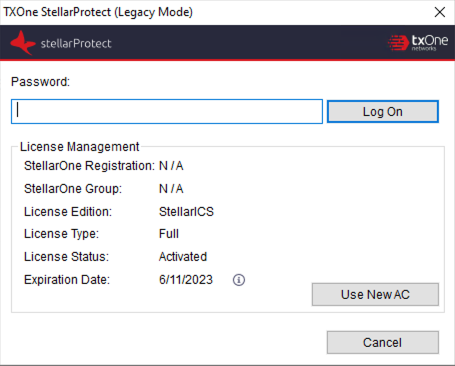 TXOne StellarProtect (Legacy Mode)
stellarProtect
txOne
networks
Password:
Log On
License Management
StellarOne Registration: N / A
StellarOne Group: N / A
License Edition: StellarICS
License Type: Full
License Status: Activated
Expiration Date: 6/11/2023
Use New AC
Cancel